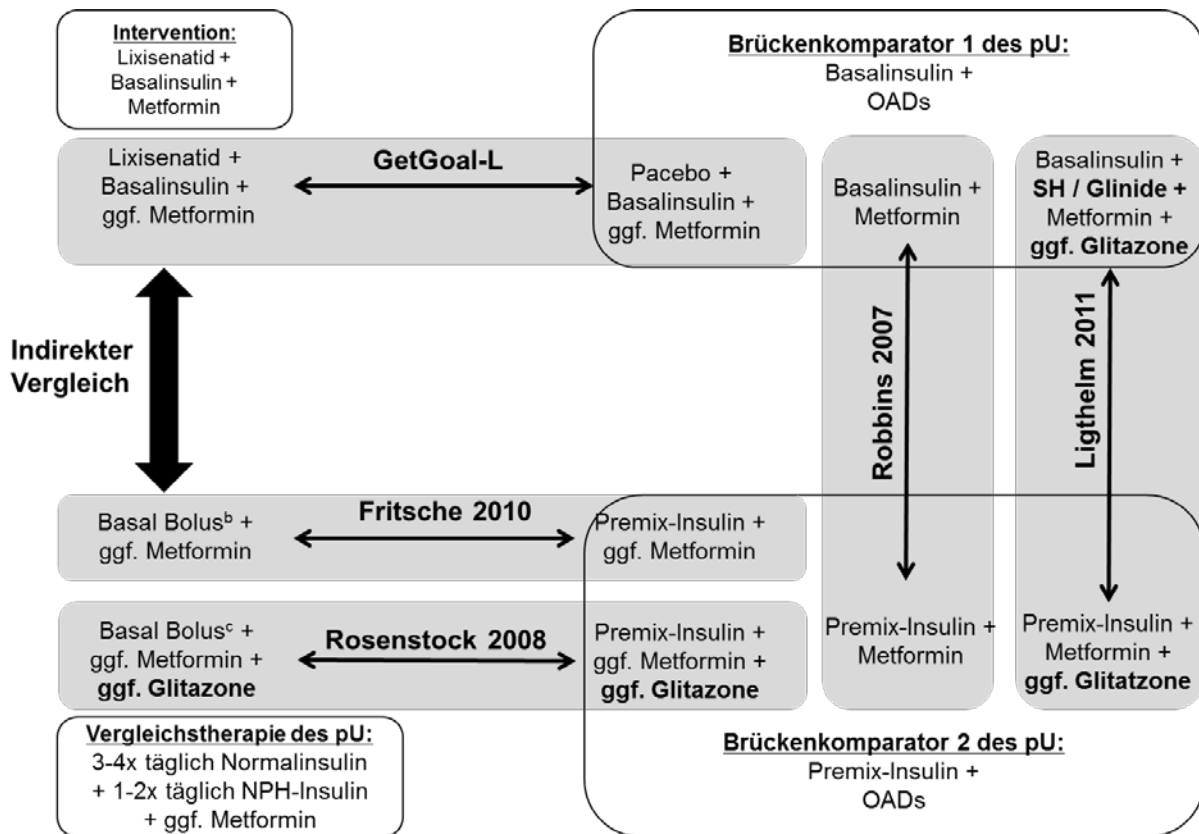 Intervention:
Lixisenatid +
Basalinsulin +
Metformin
Brückenkomparator 1 des pU:
Basalinsulin +
OADs
Lixisenatid +
Basalinsulin +
ggf. Metformin
GetGoal-L
Pacebo +
Basalinsulin +
ggf. Metformin
Basalinsulin +
Metformin
Basalinsulin +
SH / Glinide +
Metformin +
ggf. Glitazone
Indirekter
Vergleich
Robbins 2007
Ligthelm 2011
Basal Bolusᵇ +
ggf. Metformin
Fritsche 2010
Premix-Insulin +
ggf. Metformin
Basal Bolusᶜ +
ggf. Metformin +
ggf. Glitazone
Rosenstock 2008
Premix-Insulin +
ggf. Metformin +
ggf. Glitazone
Premix-Insulin +
Metformin
Premix-Insulin +
Metformin +
ggf. Glitatzone
Vergleichstherapie des pU:
3-4x täglich Normalinsulin
+ 1-2x täglich NPH-Insulin
+ ggf. Metformin
Brückenkomparator 2 des pU:
Premix-Insulin +
OADs